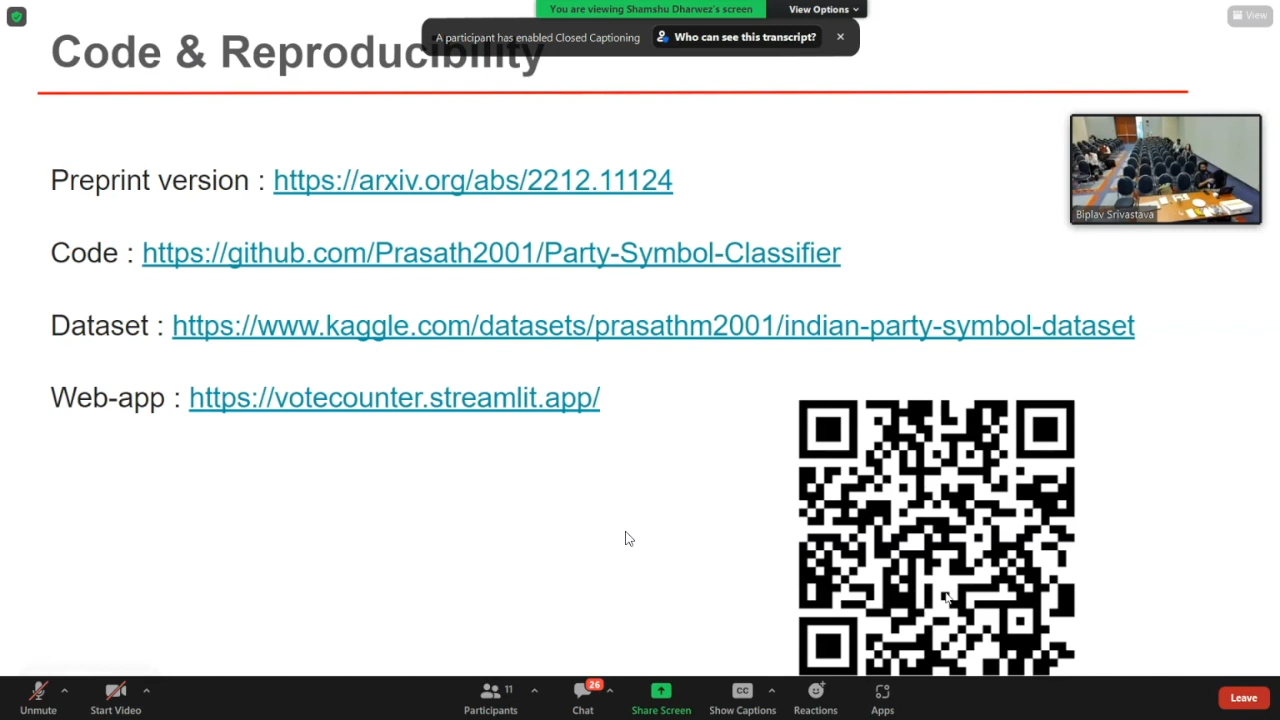 You are viewing Shamshu Dharwez's screen
View Options
View
A participant has enabled Closed Captioning
Who can see this transcript?
Code & Reproducibility
Preprint version : https://arxiv.org/abs/2212.11124
Biplav Srivastava
Code : https://github.com/Prasath2001/Party-Symbol-Classifier
Dataset : https://www.kaggle.com/datasets/prasathm2001/indian-party-symbol-dataset
Web-app : https://votecounter.streamlit.app/
Unmute
Start Video
Participants
11
Chat
26
Share Screen
CC
Show Captions
Reactions
Apps
Leave